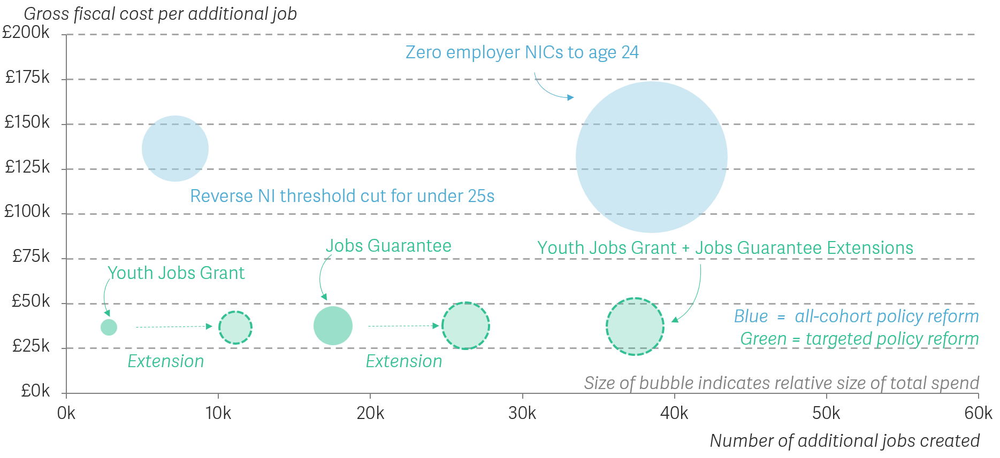 Gross fiscal cost per additional job
£200k
Zero employer NICs to age 24
£175k
£150k
£125k
Reverse NI threshold cut for under 25s
£100k
Jobs Guarantee
Youth Jobs Grant + Jobs Guarantee Extensions
£75k
Youth Jobs Grant
£50k
Blue = all-cohort policy reform
Green = targeted policy reform
£25k
Extension
Extension
Size of bubble indicates relative size of total spend
£0k
0k
10k
20k
30k
40k
50k
60k
Number of additional jobs created